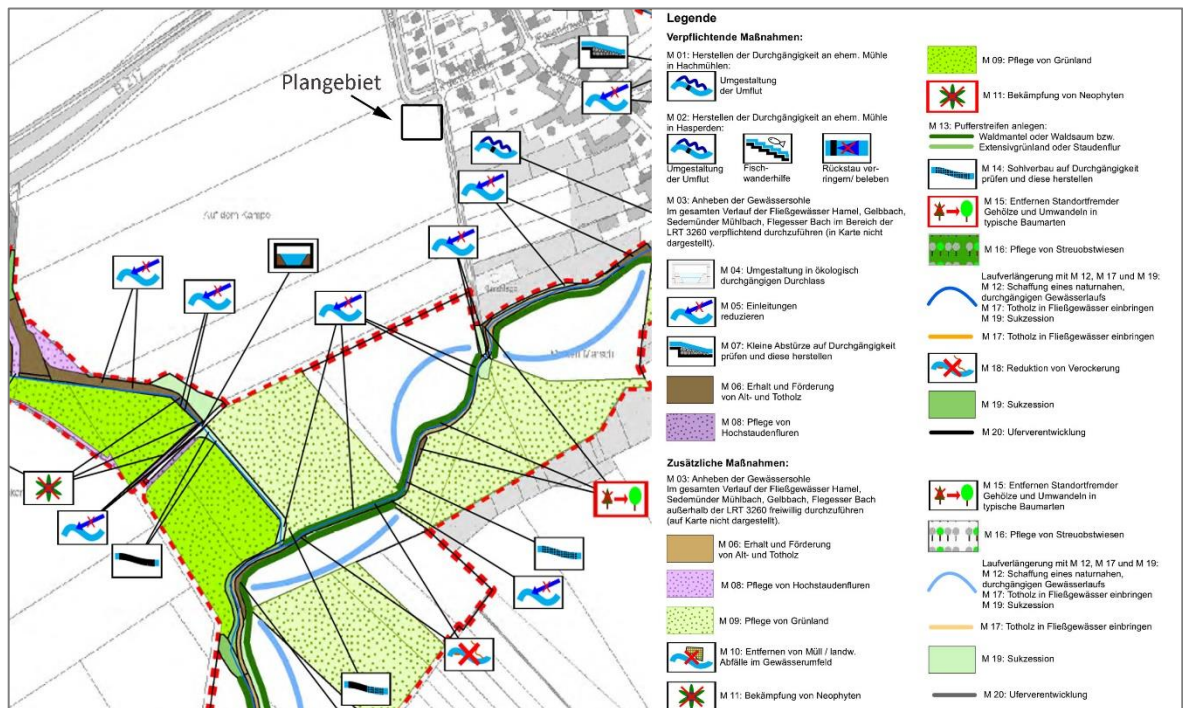 Plangebiet
Auf dem Kampe
Legende
Verpflichtende Maßnahmen:
M 01: Herstellen der Durchgängigkeit an ehem. Mühle
in Hachmühlen:
Umgestaltung
der Umflut
M 02: Herstellen der Durchgängigkeit an ehem. Mühle
in Hasperden:
Umgestaltung
der Umflut
Fisch-
wanderhilfe
Rückstau ver-
ringern/ beleben
M 03: Anheben der Gewässersohle
Im gesamten Verlauf der Fließgewässer Hamel, Gelbbach,
Sedemünder Mühlbach, Flegesser Bach im Bereich der
LRT 3260 verpflichtend durchzuführen (in Karte nicht
dargestellt).
M 04: Umgestaltung in ökologisch
durchgängigen Durchlass
M 05: Einleitungen
reduzieren
M 07: Kleine Abstürze auf Durchgängigkeit
prüfen und diese herstellen
M 06: Erhalt und Förderung
von Alt- und Totholz
M 08: Pflege von
Hochstaudenfluren
Zusätzliche Maßnahmen:
M 03: Anheben der Gewässersohle
Im gesamten Verlauf der Fließgewässer Hamel,
Sedemünder Mühlbach, Gelbbach, Flegesser Bach
außerhalb der LRT 3260 freiwillig durchzuführen
(auf Karte nicht dargestellt).
M 06: Erhalt und Förderung
von Alt- und Totholz
M 08: Pflege von Hochstaudenfluren
M 09: Pflege von Grünland
M 10: Entfernen von Müll / landw.
Abfälle im Gewässerumfeld
M 11: Bekämpfung von Neophyten
M 09: Pflege von Grünland
M 11: Bekämpfung von Neophyten
M 13: Pufferstreifen anlegen:
Waldmantel oder Waldsaum bzw.
Extensivgrünland oder Staudenflur
M 14: Sohlverbau auf Durchgängigkeit
prüfen und diese herstellen
M 15: Entfernen Standortfremder
Gehölze und Umwandeln in
typische Baumarten
M 16: Pflege von Streuobstwiesen
Laufverlängerung mit M 12, M 17 und M 19:
M 12: Schaffung eines naturnahen,
durchgängigen Gewässerlaufs
M 17: Totholz in Fließgewässer einbringen
M 19: Sukzession
M 17: Totholz in Fließgewässer einbringen
M 18: Reduktion von Verockerung
M 19: Sukzession
M 20: Uferverentwicklung
M 15: Entfernen Standortfremder
Gehölze und Umwandeln in
typische Baumarten
M 16: Pflege von Streuobstwiesen
Laufverlängerung mit M 12, M 17 und M 19:
M 12: Schaffung eines naturnahen,
durchgängigen Gewässerlaufs
M 17: Totholz in Fließgewässer einbringen
M 19: Sukzession
M 17: Totholz in Fließgewässer einbringen
M 19: Sukzession
M 20: Uferverentwicklung